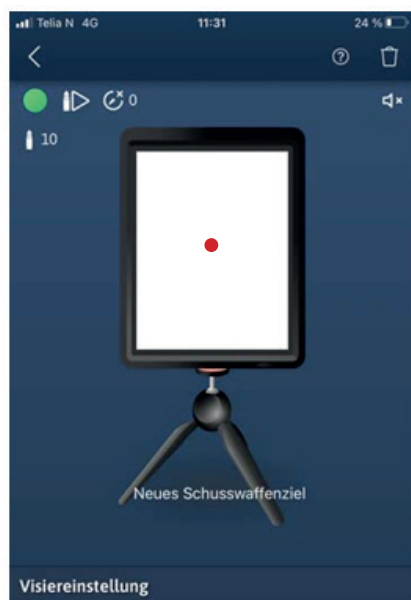 Telia N 4G 11:31 24 %
0
10
Neues Schusswaffenziel
Visiereinstellung